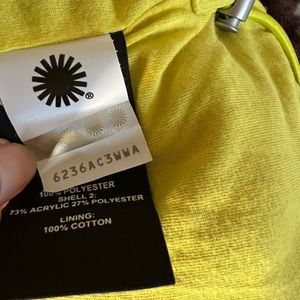 ®
6236AC3WWA
100% POLYESTER
SHELL 2:
73% ACRYLIC 27% POLYESTER
LINING:
100% COTTON